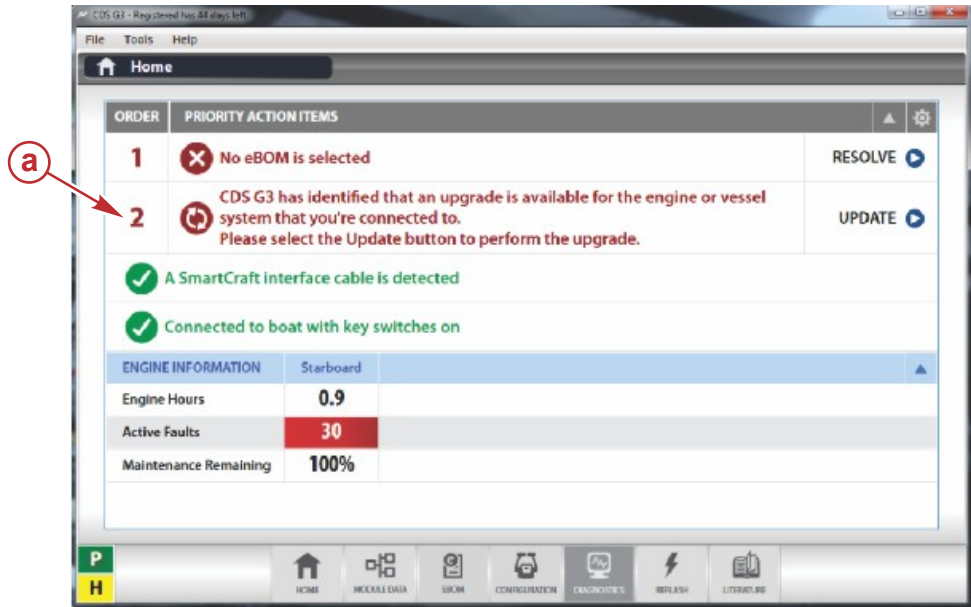 CDS G3 - Registered has 44 days left
File Tools Help
Home
ORDER PRIORITY ACTION ITEMS
a
1 No eBOM is selected RESOLVE
2 CDS G3 has identified that an upgrade is available for the engine or vessel
system that you're connected to.
Please select the Update button to perform the upgrade.
UPDATE
A SmartCraft interface cable is detected
Connected to boat with key switches on
ENGINE INFORMATION Starboard
Engine Hours 0.9
Active Faults 30
Maintenance Remaining 100%
P
H
HOME MODULE DATA EBOM CONFIGURATION DIAGNOSTICS REFLASH LITERATURE